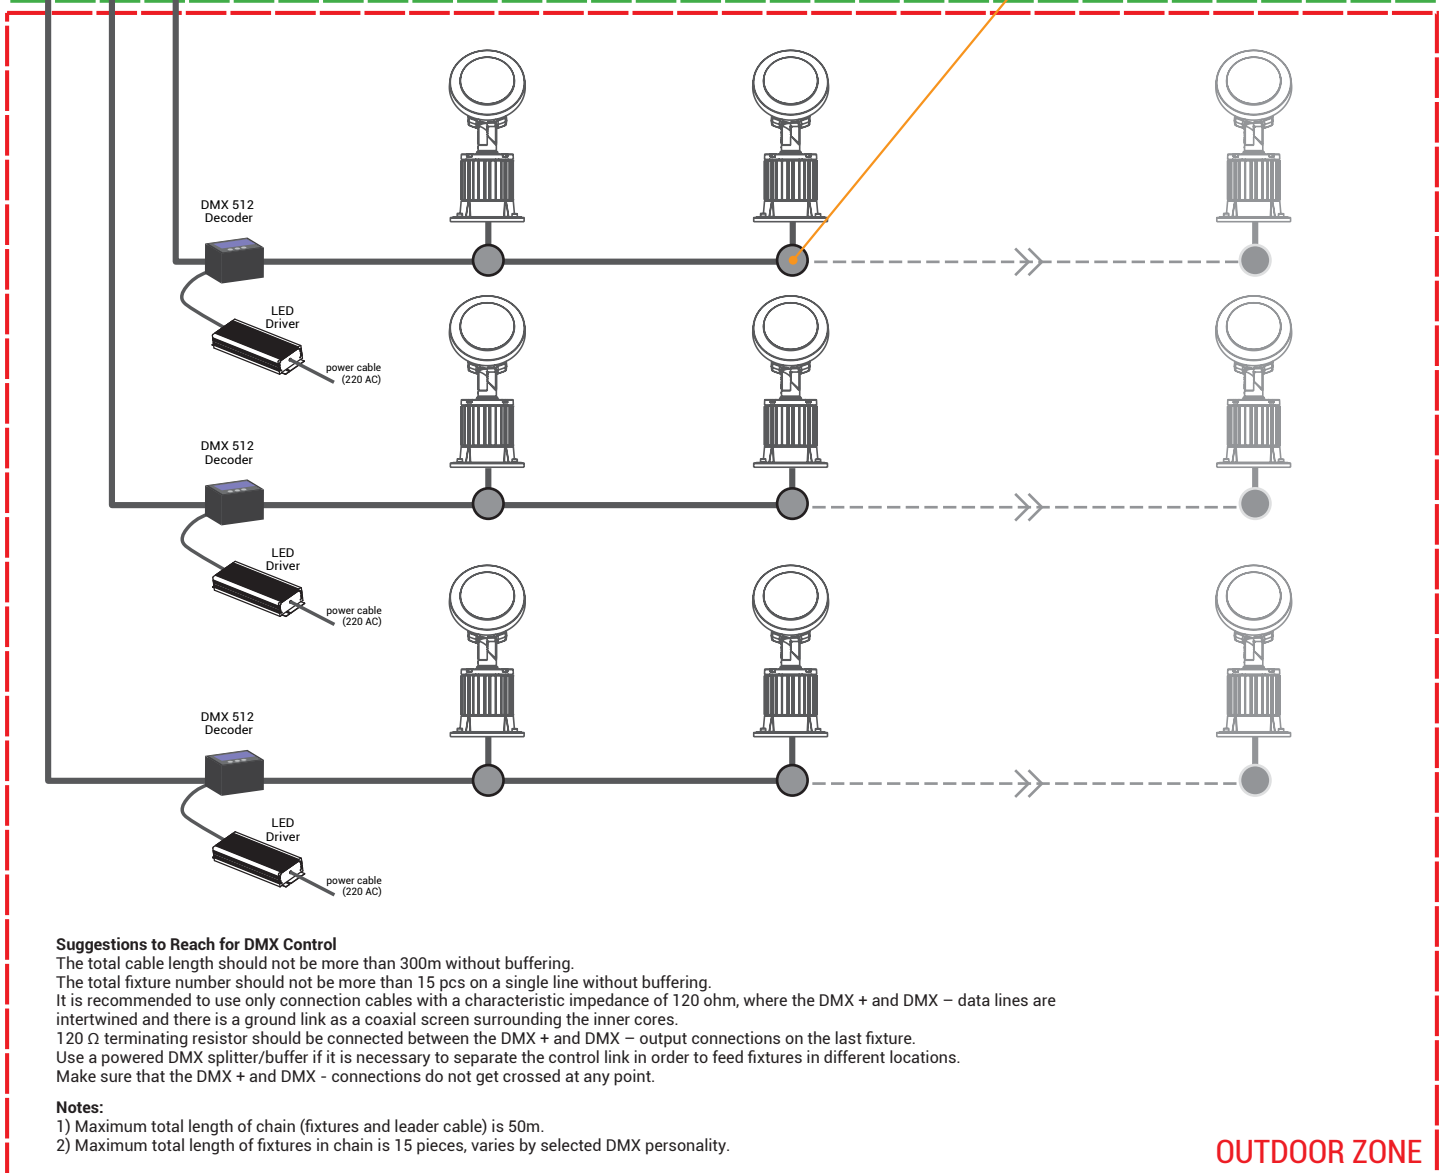 DMX 512
Decoder
LED
Driver
power cable
(220 AC)
DMX 512
Decoder
LED
Driver
power cable
(220 AC)
DMX 512
Decoder
LED
Driver
power cable
(220 AC)
Suggestions to Reach for DMX Control
The total cable length should not be more than 300m without buffering.
The total fixture number should not be more than 15 pcs on a single line without buffering.
It is recommended to use only connection cables with a characteristic impedance of 120 ohm, where the DMX + and DMX – data lines are
intertwined and there is a ground link as a coaxial screen surrounding the inner cores.
120 Ω terminating resistor should be connected between the DMX + and DMX – output connections on the last fixture.
Use a powered DMX splitter/buffer if it is necessary to separate the control link in order to feed fixtures in different locations.
Make sure that the DMX + and DMX - connections do not get crossed at any point.
Notes:
1) Maximum total length of chain (fixtures and leader cable) is 50m.
2) Maximum total length of fixtures in chain is 15 pieces, varies by selected DMX personality.
OUTDOOR ZONE